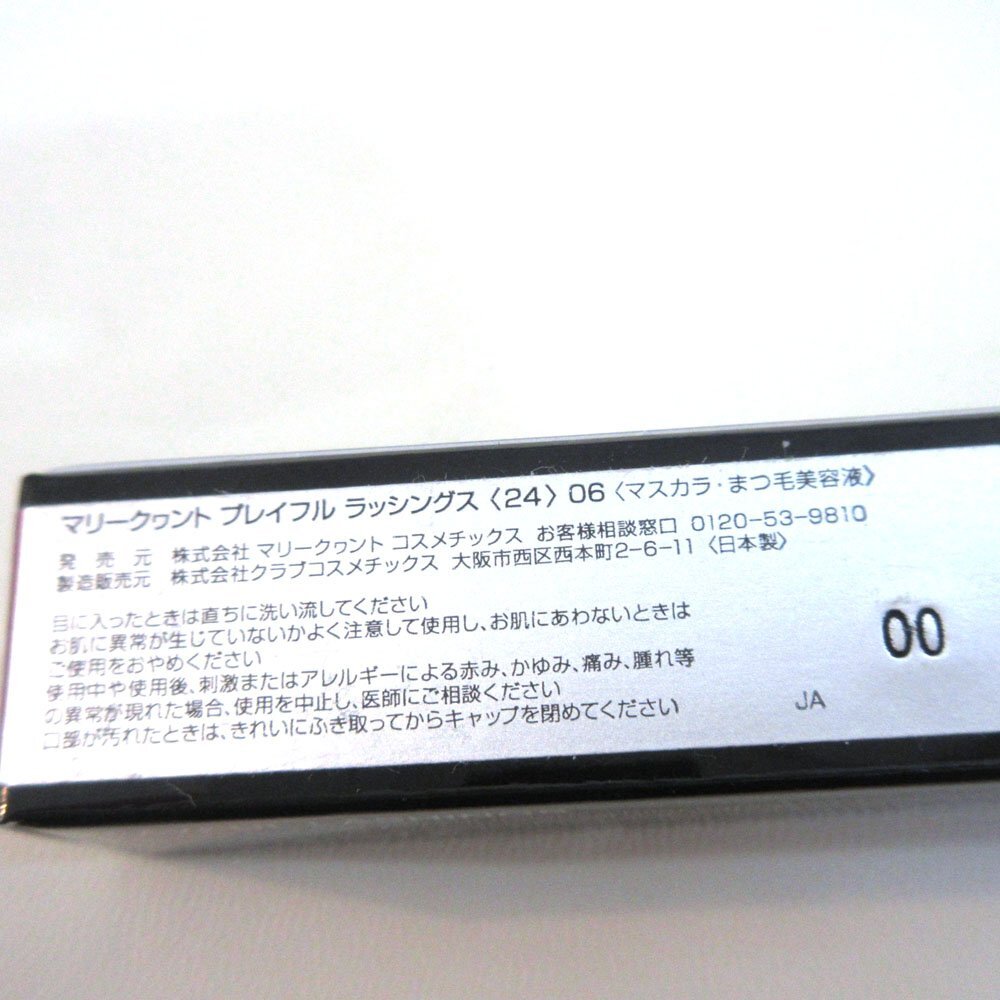 マリークヮント プレイフル ラッシングス〈24〉06〈マスカラ・まつ毛美容液〉
発売元 株式会社 マリークヮント コスメチックス お客様相談窓口 0120-53-9810
製造販売元 株式会社クラブコスメチックス 大阪市西区西本町2-6-11〈日本製〉
目に入ったときは直ちに洗い流してください
お肌に異常が生じていないかよく注意して使用し、お肌にあわないときは
ご使用をおやめください
使用中や使用後、刺激またはアレルギーによる赤み、かゆみ、痛み、腫れ等
の異常が現れた場合、使用を中止し、医師にご相談ください
口部が汚れたときは、きれいにふき取ってからキャップを閉めてください
00
JA